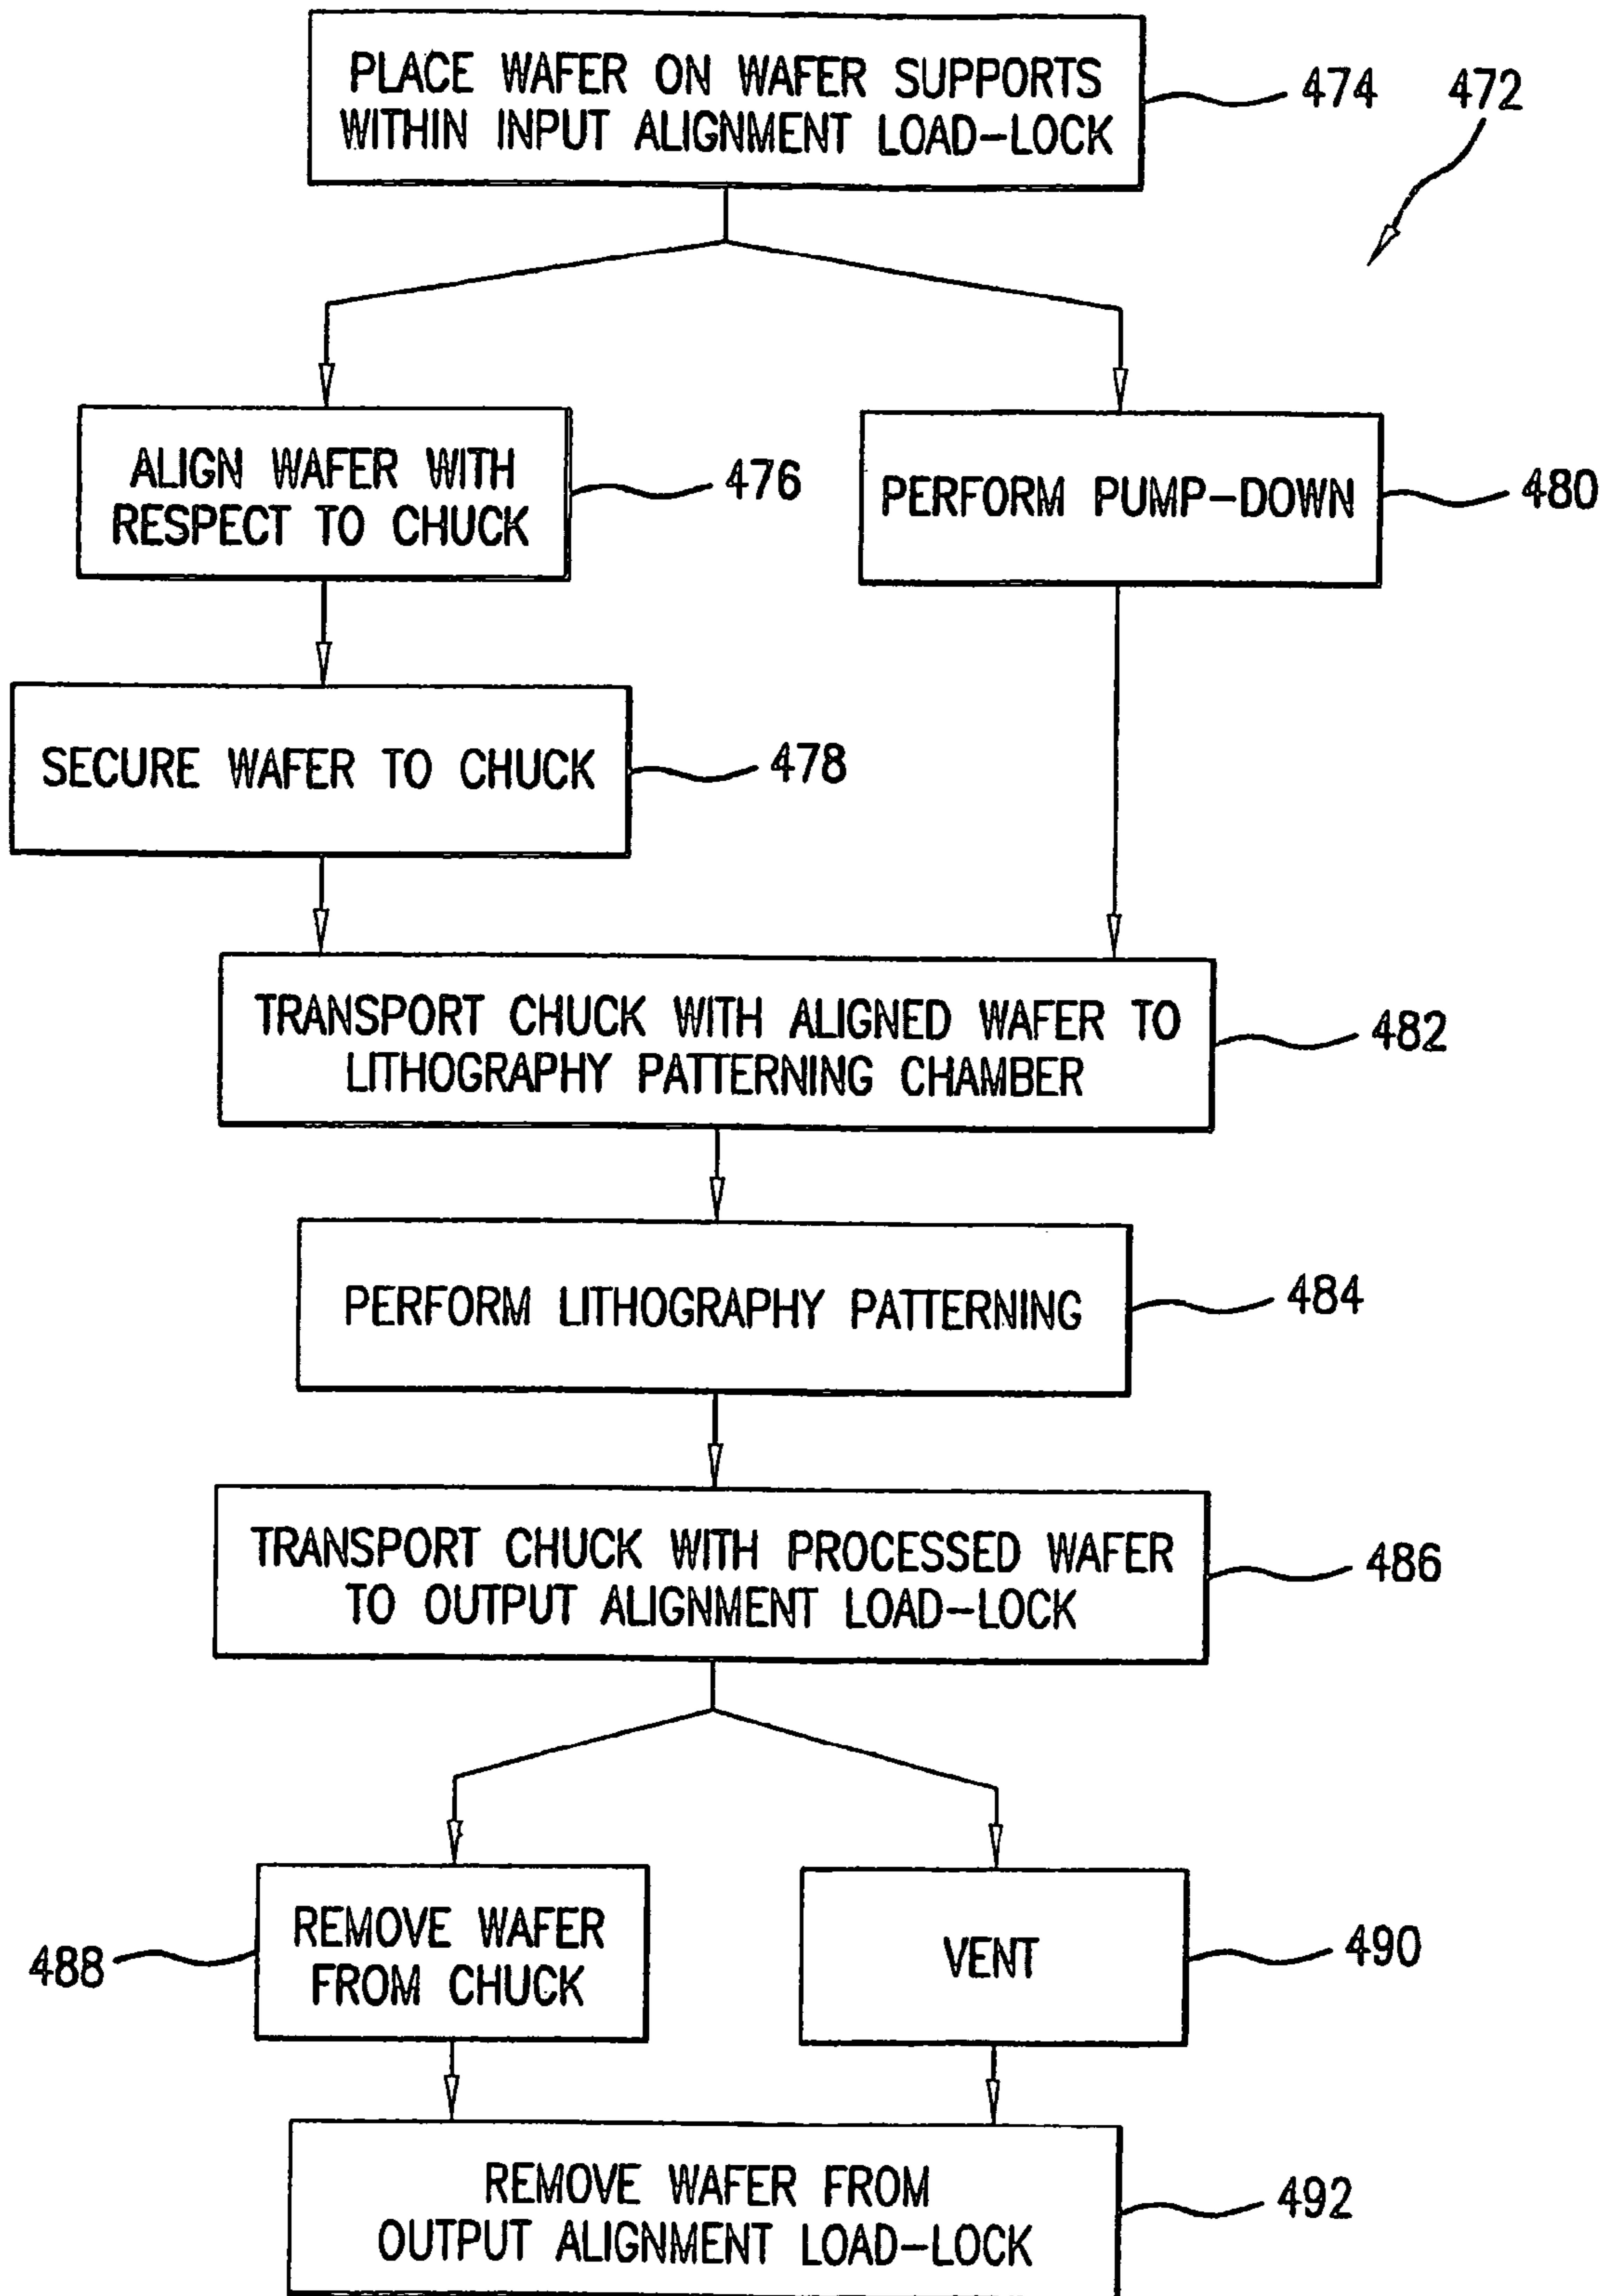 PLACE WAFER ON WAFER SUPPORTS
WITHIN INPUT ALIGNMENT LOAD-LOCK
474
472
ALIGN WAFER WITH
RESPECT TO CHUCK
476
PERFORM PUMP-DOWN
480
SECURE WAFER TO CHUCK
478
TRANSPORT CHUCK WITH ALIGNED WAFER TO
LITHOGRAPHY PATTERNING CHAMBER
482
PERFORM LITHOGRAPHY PATTERNING
484
TRANSPORT CHUCK WITH PROCESSED WAFER
TO OUTPUT ALIGNMENT LOAD-LOCK
486
488
REMOVE WAFER
FROM CHUCK
VENT
490
REMOVE WAFER FROM
OUTPUT ALIGNMENT LOAD-LOCK
492